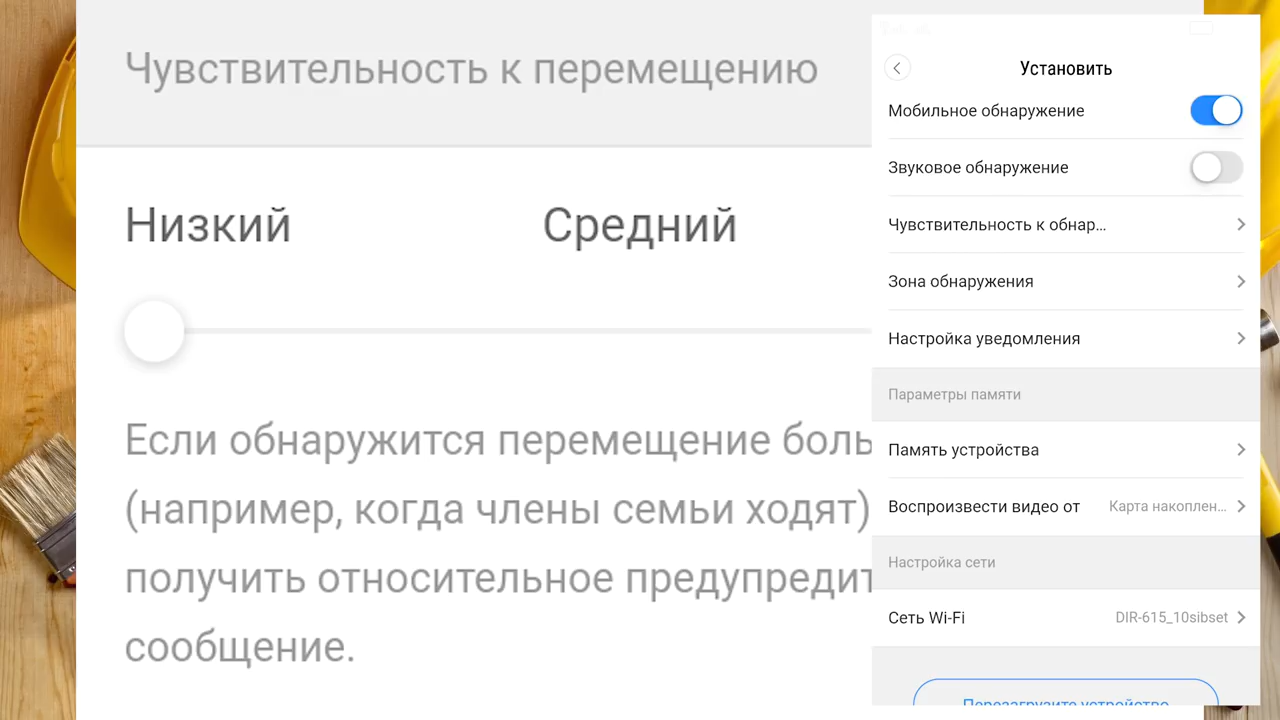 Чувствительность к перемещению
Низкий
Средний
Если обнаружится перемещение
(например, когда члены семьи ходят)
получить относительное
сообщение.
Установить
Мобильное обнаружение
Звуковое обнаружение
Чувствительность к обнар...
Зона обнаружения
Настройка уведомления
Параметры памяти
Память устройства
Воспроизвести видео от
Карта накоплен...
Настройка сети
Сеть Wi-Fi
DIR-615_10sibset
Перезагрузите устройство